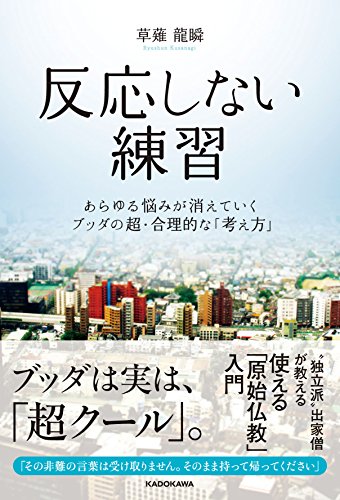 草薙 龍瞬
Ryushun Kusanagi
反応しない
練習
あらゆる悩みが消えていく
ブッダの超・合理的な「考え方」
“独立派”出家僧
が教える
使える
「原始仏教」
入門
ブッダは実は、
「超クール」。
「その非難の言葉は受け取りません。そのまま持って帰ってください」
KADOKAWA